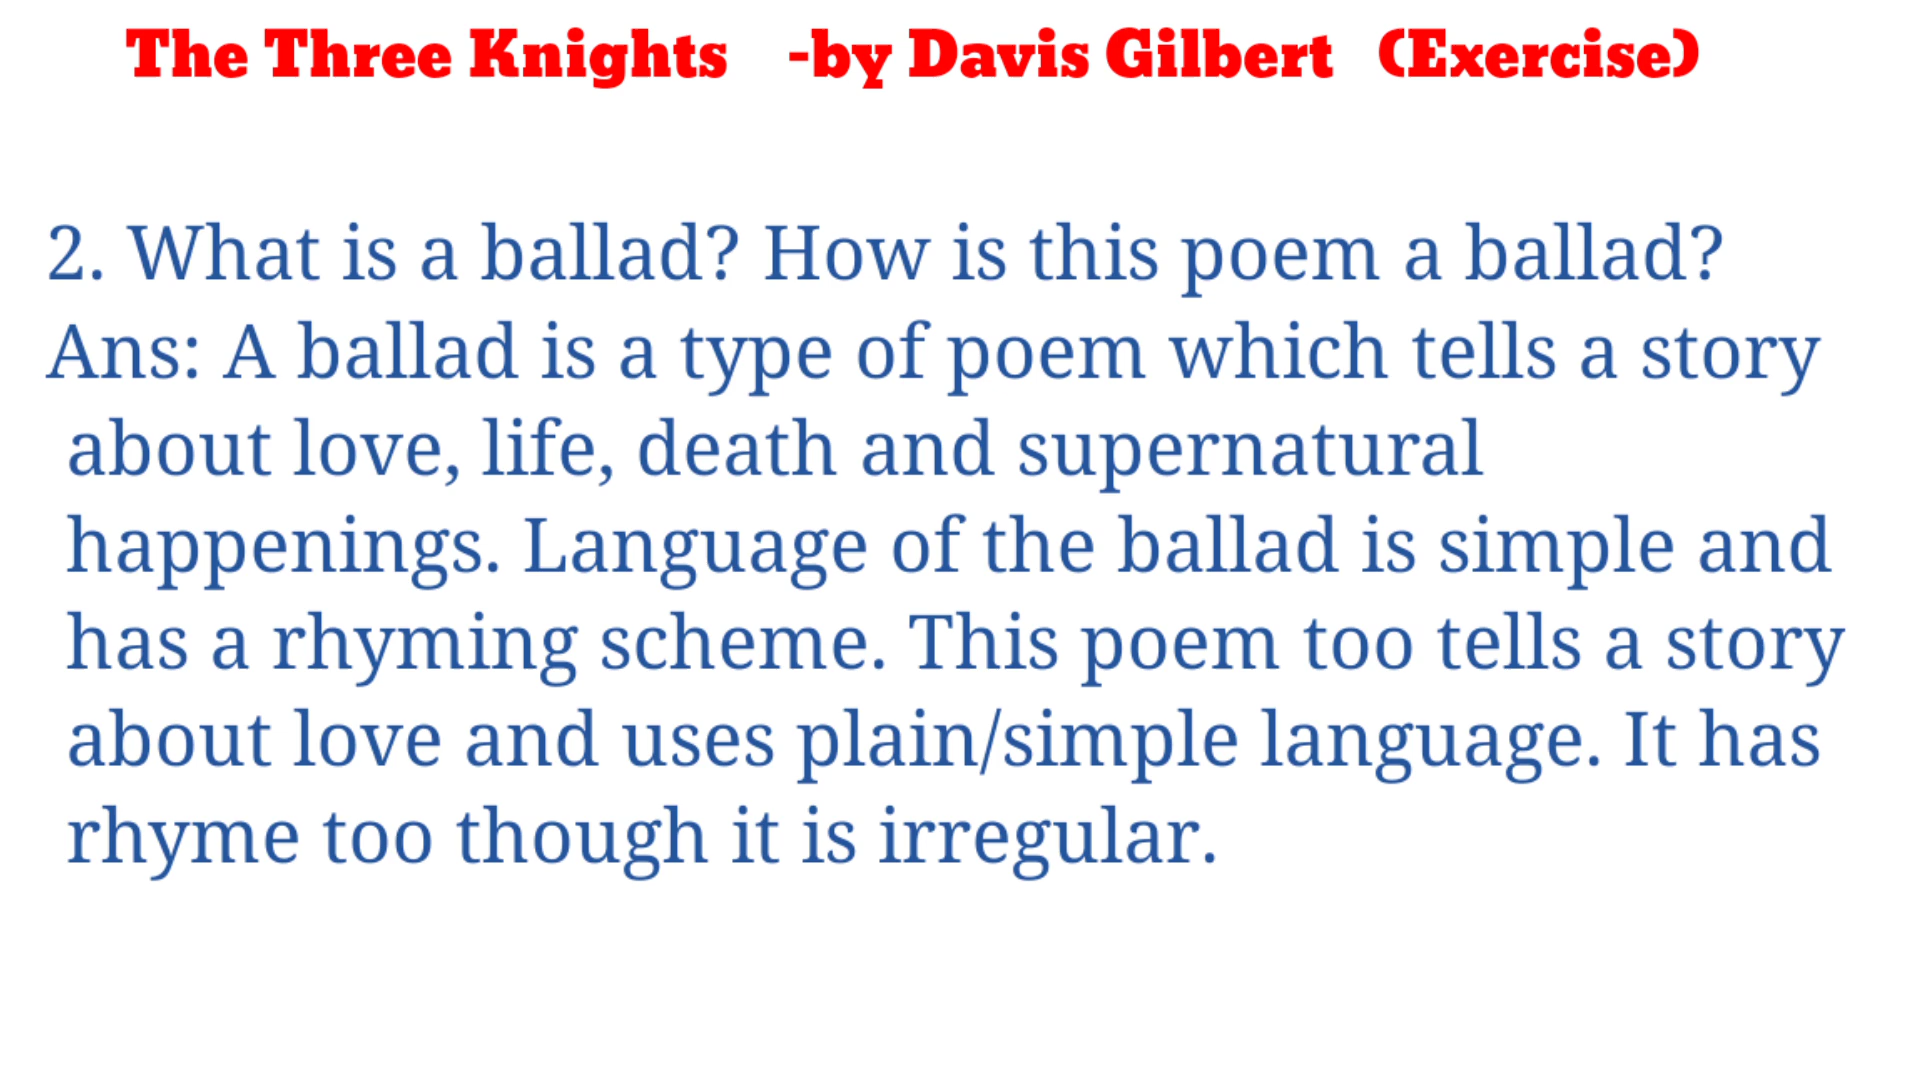 The Three Knights -by Davis Gilbert (Exercise)
2. What is a ballad? How is this poem a ballad?
Ans: A ballad is a type of poem which tells a story
about love, life, death and supernatural
happenings. Language of the ballad is simple and
has a rhyming scheme. This poem too tells a story
about love and uses plain/simple language. It has
rhyme too though it is irregular.